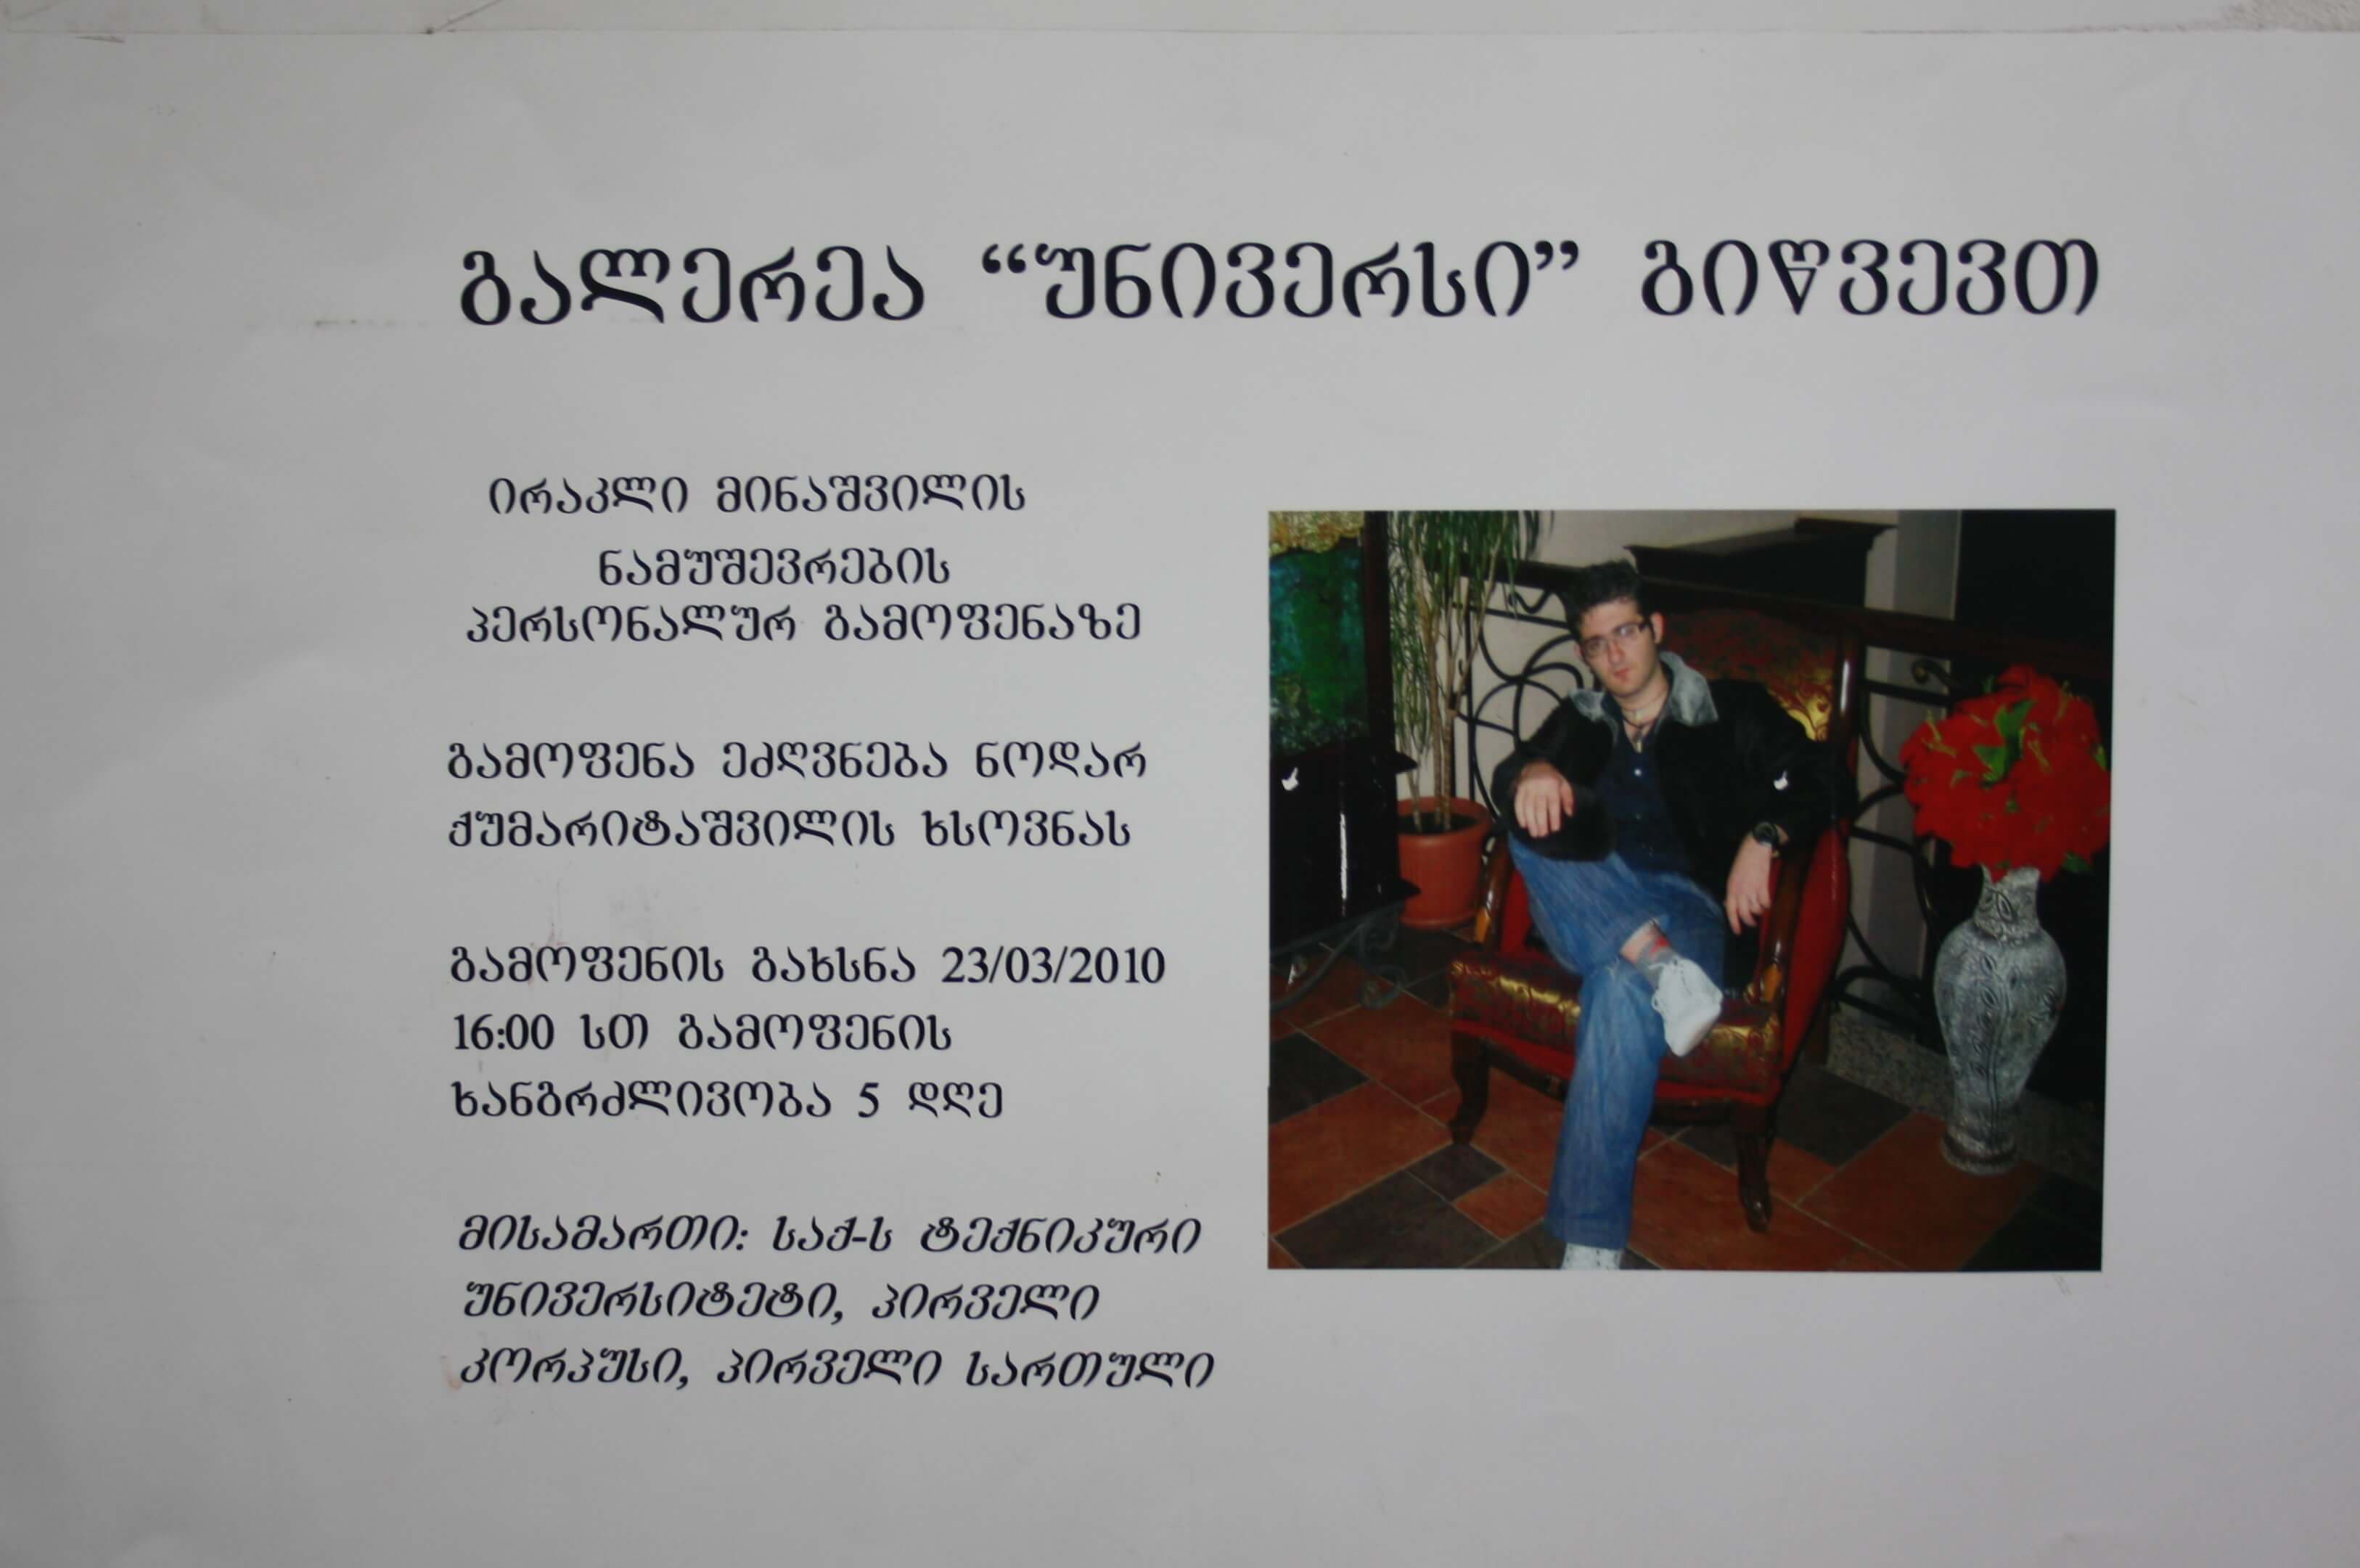 გალერეა “უნივერსი” გიწვევთ
ირაკლი მინაშვილის
ნამუშევრების
პერსონალურ გამოფენაზე
გამოფენა ეძღვნება ნოდარ
ქუმარიტაშვილის ხსოვნას
გამოფენის გახსნა 23/03/2010
16:00 სთ გამოფენის
ხანგრძლივობა 5 დღე
მისამართი: საქ-ს ტექნიკური
უნივერსიტეტი, პირველი
კორპუსი, პირველი სართული